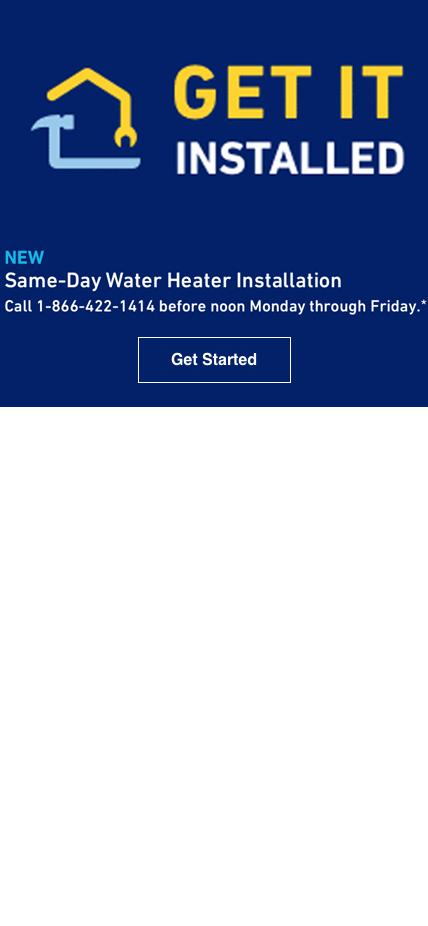 GET IT
INSTALLED
NEW
Same-Day Water Heater Installation
Call 1-866-422-1414 before noon Monday through Friday.*
Get Started